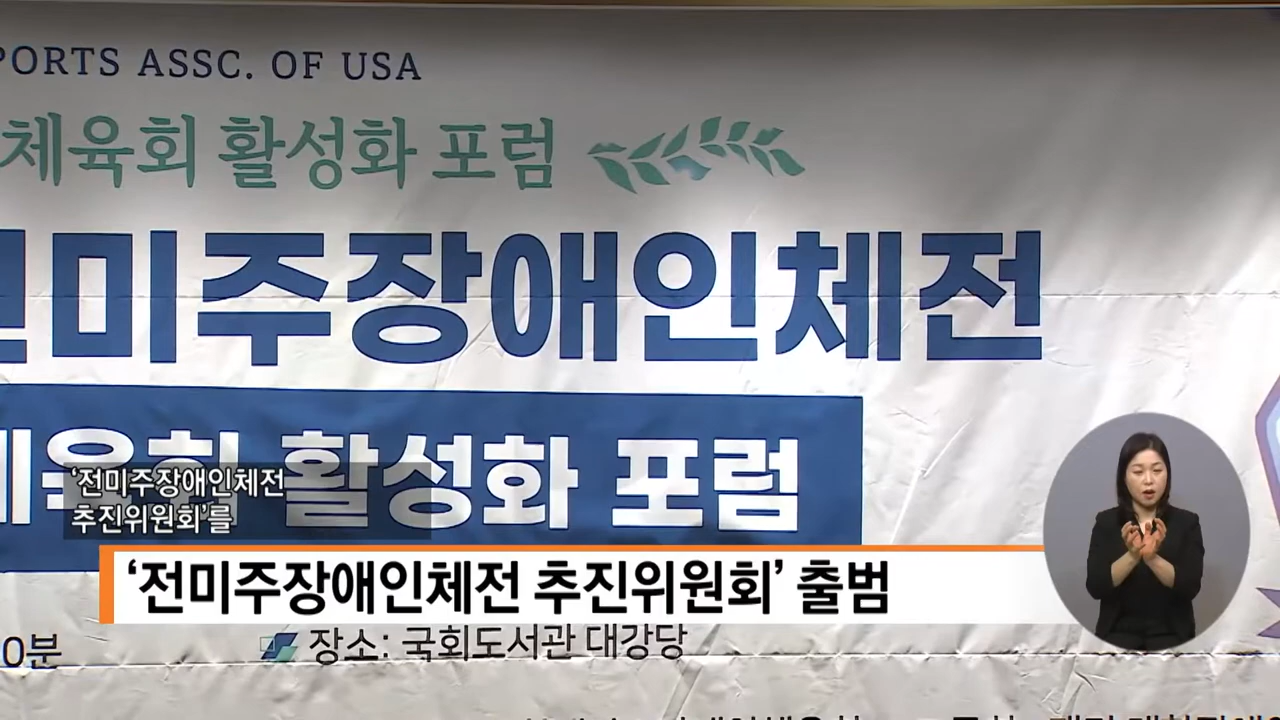 PORTS ASSC. OF USA
체육회 활성화 포럼
전미주장애인체전
체육회 활성화 포럼
‘전미주장애인체전
추진위원회’를
‘전미주장애인체전 추진위원회’ 출범
0분
장소: 국회도서관 대강당